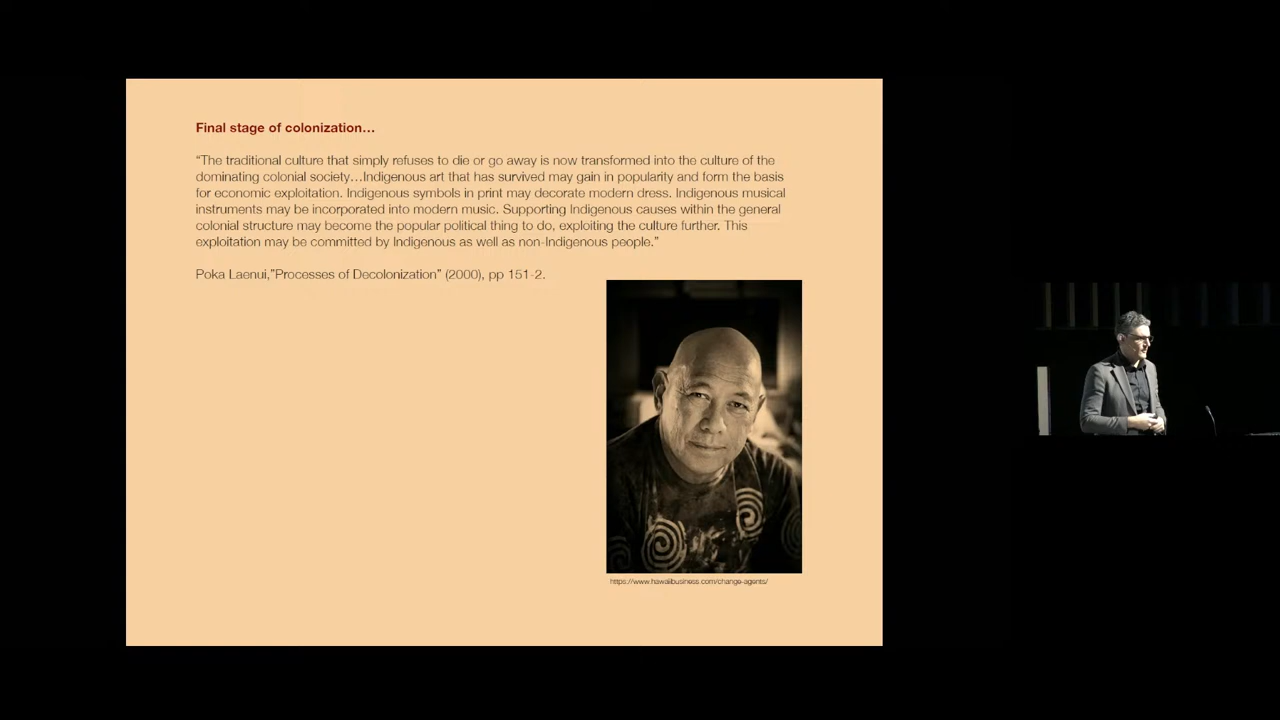 Final stage of colonization…
“The traditional culture that simply refuses to die or go away is now transformed into the culture of the
dominating colonial society…Indigenous art that has survived may gain in popularity and form the basis
for economic exploitation. Indigenous symbols in print may decorate modern dress. Indigenous musical
instruments may be incorporated into modern music. Supporting Indigenous causes within the general
colonial structure may become the popular political thing to do, exploiting the culture further. This
exploitation may be committed by Indigenous as well as non-Indigenous people.”
Poka Laenui,”Processes of Decolonization” (2000), pp 151-2.
https://www.hawaiibusiness.com/change-agents/